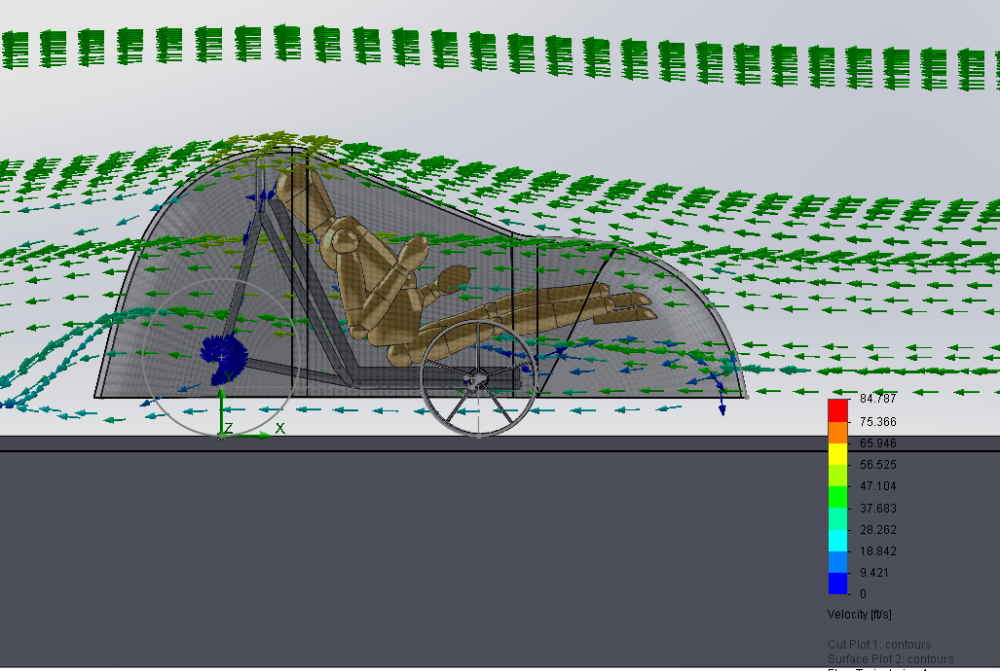 Y
Z X
84.787
75.366
65.946
56.525
47.104
37.683
28.262
18.842
9.421
0
Velocity [ft/s]
Cut Plot 1: contours
Surface Plot 2: contours